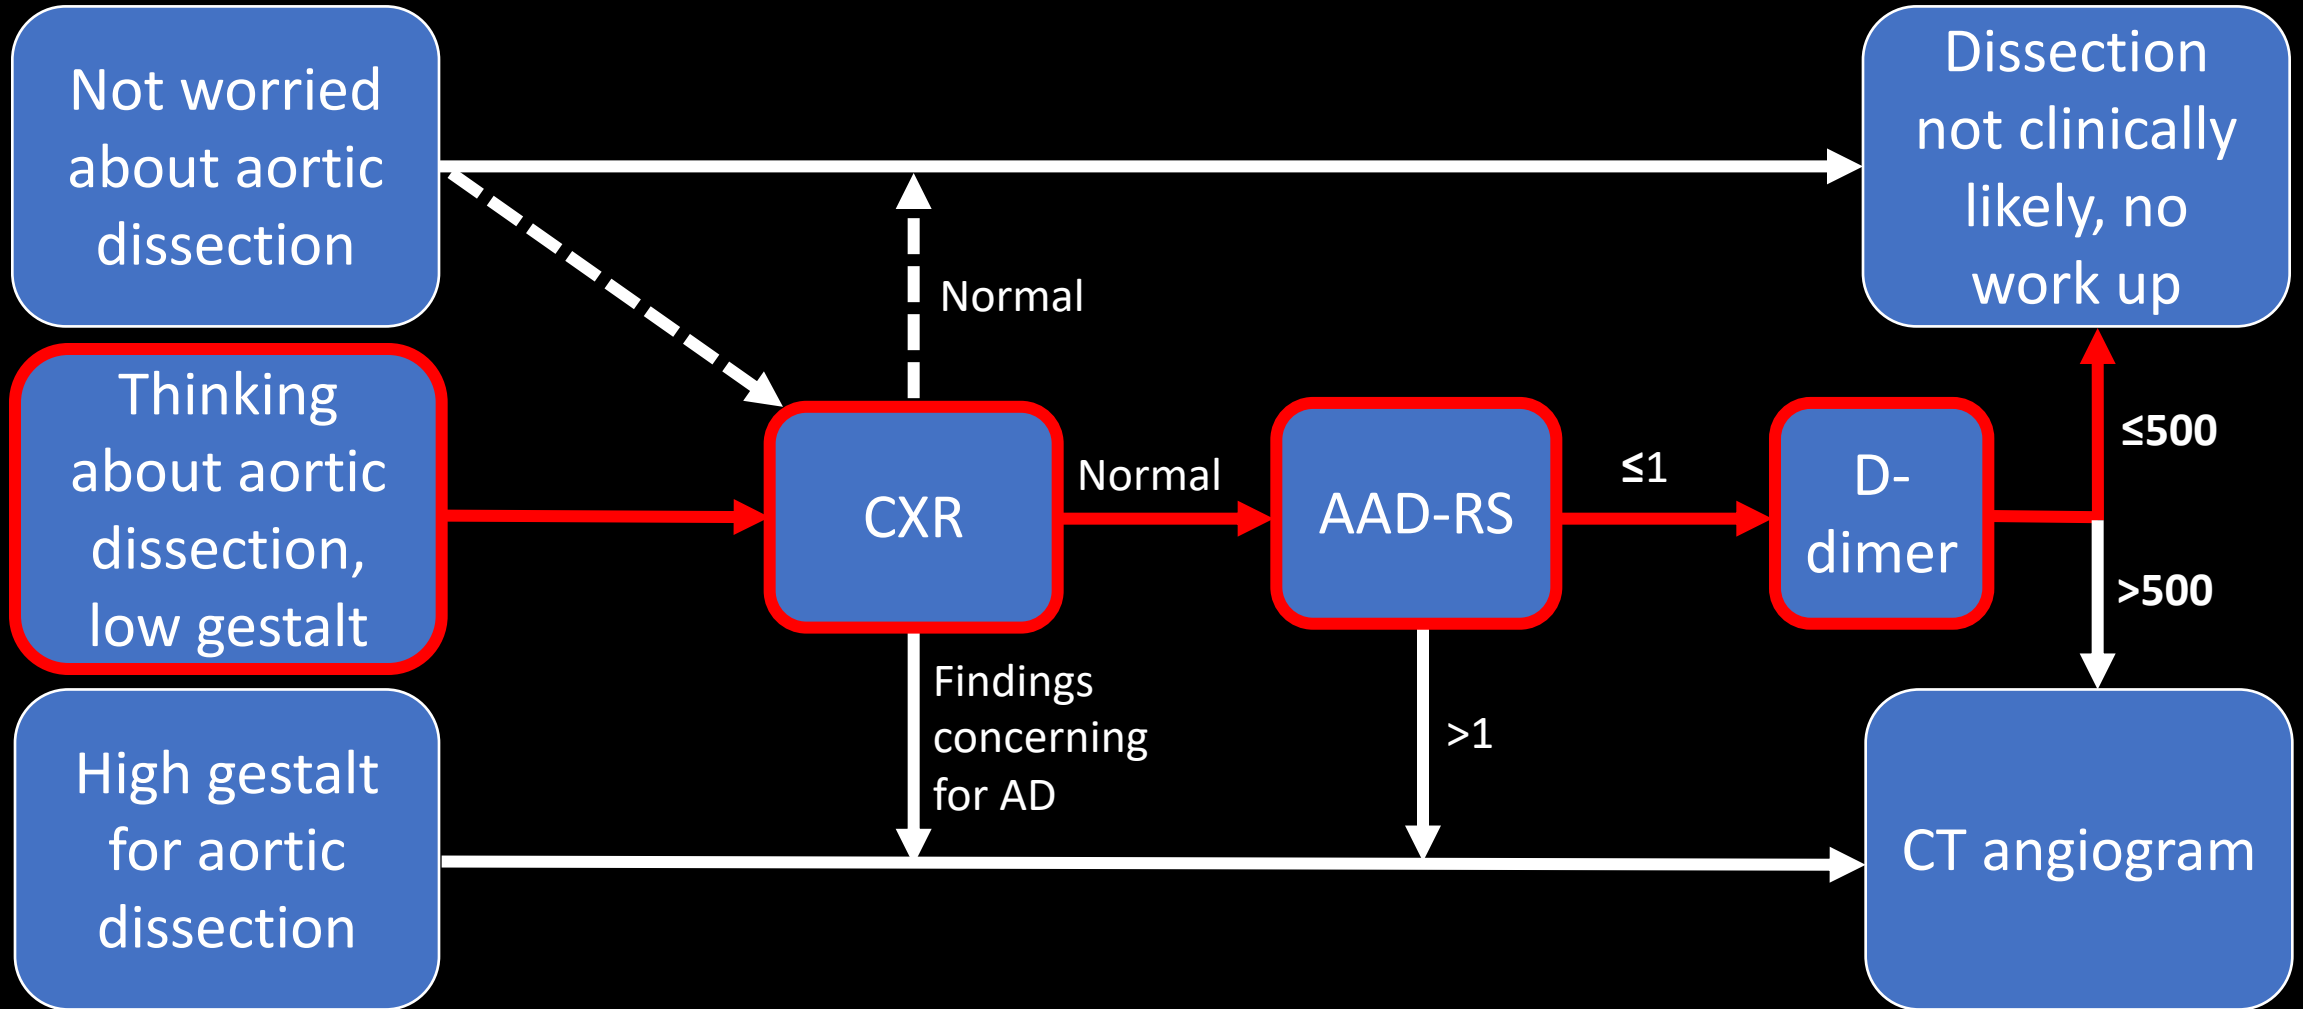 Not worried
about aortic
dissection
Dissection
not clinically
likely, no
work up
Normal
Thinking
about aortic
dissection,
low gestalt
CXR
Normal
AAD-RS
≤1
D-
dimer
≤500
>500
Findings
concerning
for AD
>1
High gestalt
for aortic
dissection
CT angiogram